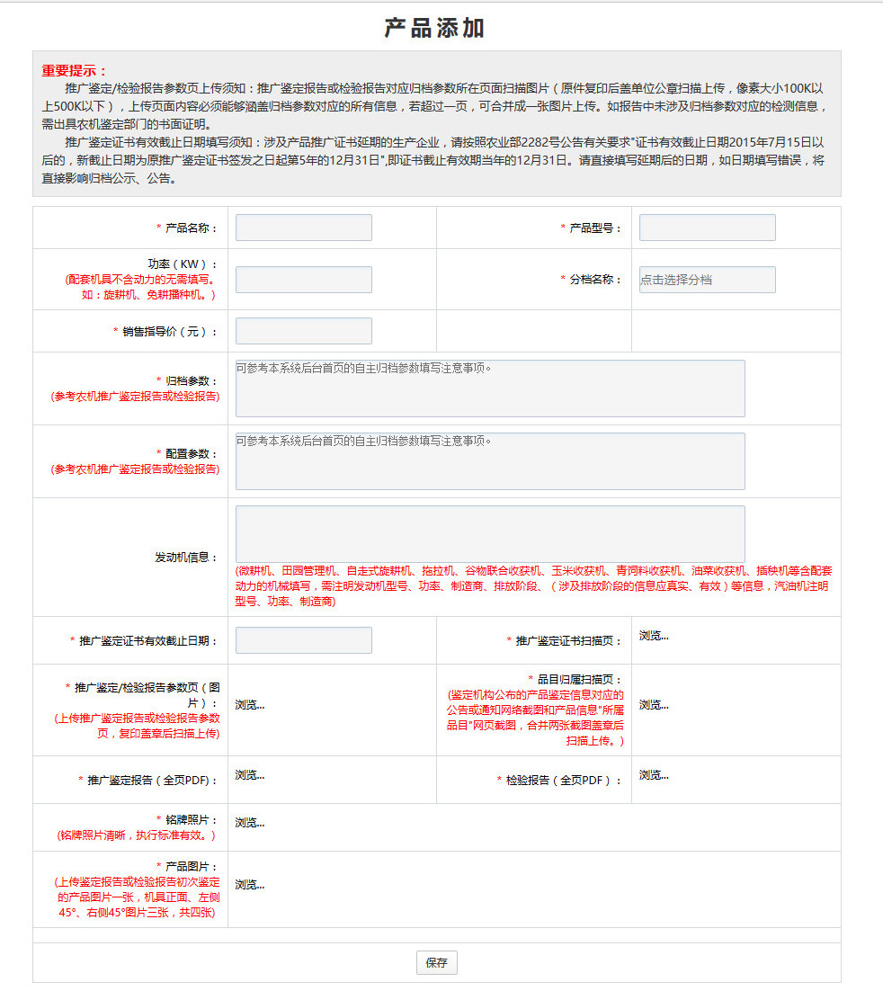 产品添加
重要提示：
推广鉴定/检验报告参数页上传须知：推广鉴定报告或检验报告对应归档参数所在页面扫描图片（原件复印后盖单位公章扫描上传，像素大小100K以
上500K以下），上传页面内容必须能够涵盖归档参数对应的所有信息，若超过一页，可合并成一张图片上传。如报告中未涉及归档参数对应的检测信息，
需出具农机鉴定部门的书面证明。
推广鉴定证书有效截止日期填写须知：涉及产品推广证书延期的生产企业，请按照农业部2282号公告有关要求"证书有效截止日期2015年7月15日以
后的，新截止日期为原推广鉴定证书签发之日起第5年的12月31日",即证书截止有效期当年的12月31日。请直接填写延期后的日期，如日期填写错误，将
直接影响归档公示、公告。
* 产品名称：
* 产品型号：
功率（KW）：
(配套机具不含动力的无需填写。
如：旋耕机、免耕播种机。)
* 分档名称：
点击选择分档
* 销售指导价（元）：
* 归档参数：
(参考农机推广鉴定报告或检验报告)
可参考本系统后台首页的自主归档参数填写注意事项。
* 配置参数：
(参考农机推广鉴定报告或检验报告)
可参考本系统后台首页的自主归档参数填写注意事项。
发动机信息：
(微耕机、田园管理机、自走式旋耕机、拖拉机、谷物联合收获机、玉米收获机、青饲料收获机、油菜收获机、插秧机等含配套
动力的机械填写，需注明发动机型号、功率、制造商、排放阶段、（涉及排放阶段的信息应真实、有效）等信息，汽油机注明
型号、功率、制造商)
* 推广鉴定证书有效截止日期：
* 推广鉴定证书扫描页：
浏览...
* 推广鉴定/检验报告参数页（图
片）：
(上传推广鉴定报告或检验报告参数
页，复印盖章后扫描上传)
浏览...
* 品目归属扫描页：
(鉴定机构公布的产品鉴定信息对应的
公告或通知网络截图和产品信息"所属
品目"网页截图，合并两张截图盖章后
扫描上传。)
浏览...
* 推广鉴定报告（全页PDF)：
浏览...
* 检验报告（全页PDF）：
浏览...
* 铭牌照片：
(铭牌照片清晰，执行标准有效。)
浏览...
* 产品图片：
(上传鉴定报告或检验报告初次鉴定
的产品图片一张，机具正面、左侧
45°、右侧45°图片三张，共四张)
浏览...
保存